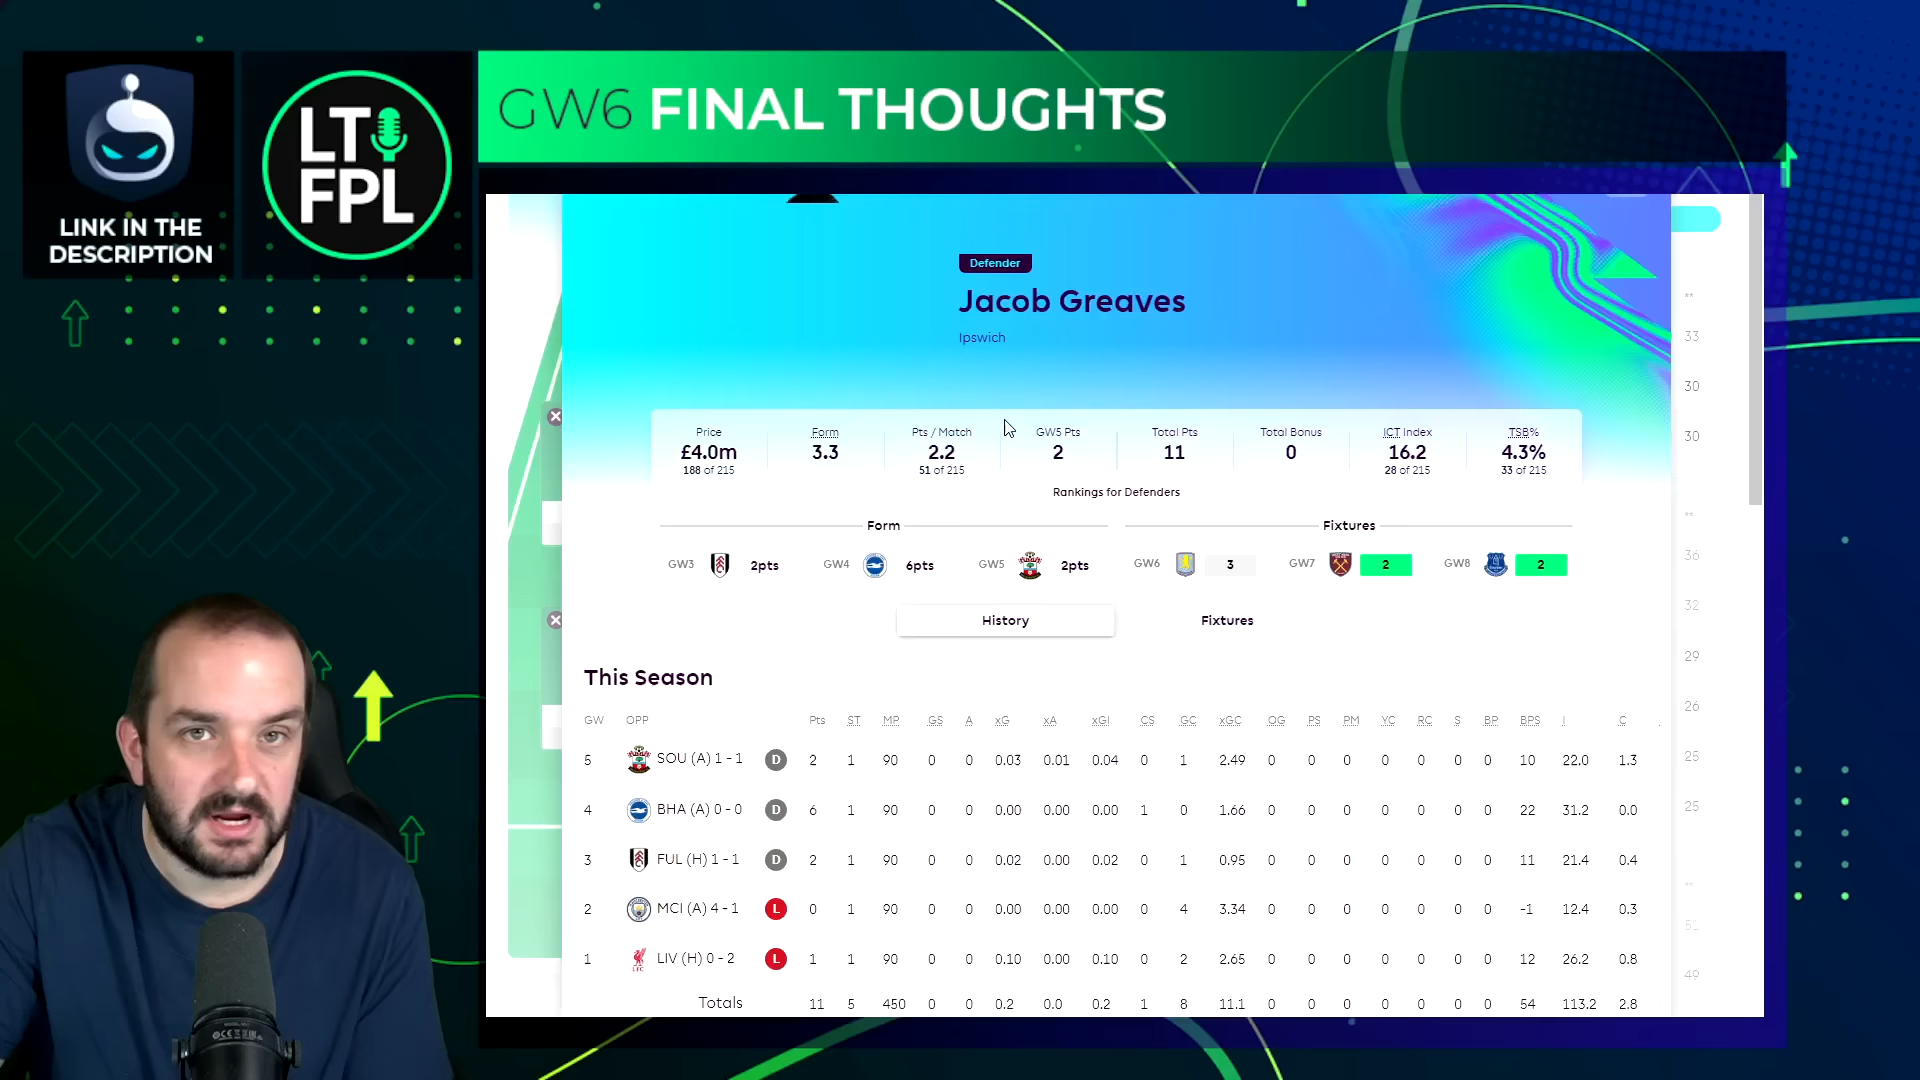 LINK IN THE
DESCRIPTION
LT
FPL
GW6 FINAL THOUGHTS
Defender
Jacob Greaves
Ipswich
Price Form Pts / Match GW5 Pts Total Pts Total Bonus ICT Index TSB%
£4.0m 3.3 2.2 2 11 0 16.2 4.3%
188 of 215 51 of 215 28 of 215 33 of 215
Rankings for Defenders
Form Fixtures
GW3 2pts GW4 6pts GW5 2pts GW6 3 GW7 2 GW8 2
History Fixtures
This Season
GW OPP Pts ST MP GS A xG xA xGI CS GC xGC OG PS PM YC RC S BP BPS I C
5 SOU (A) 1 - 1 D 2 1 90 0 0 0.03 0.01 0.04 0 1 2.49 0 0 0 0 0 0 0 10 22.0 1.3
4 BHA (A) 0 - 0 D 6 1 90 0 0 0.00 0.00 0.00 1 0 1.66 0 0 0 0 0 0 0 22 31.2 0.0
3 FUL (H) 1 - 1 D 2 1 90 0 0 0.02 0.00 0.02 0 1 0.95 0 0 0 0 0 0 0 11 21.4 0.4
2 MCI (A) 4 - 1 L 0 1 90 0 0 0.00 0.00 0.00 0 4 3.34 0 0 0 0 0 0 0 -1 12.4 0.3
1 LIV (H) 0 - 2 L 1 1 90 0 0 0.10 0.00 0.10 0 2 2.65 0 0 0 0 0 0 0 12 26.2 0.8
Totals 11 5 450 0 0 0.2 0.0 0.2 1 8 11.1 0 0 0 0 0 0 0 54 113.2 2.8
**
33
30
30
**
36
32
29
26
25
25
**
51
49